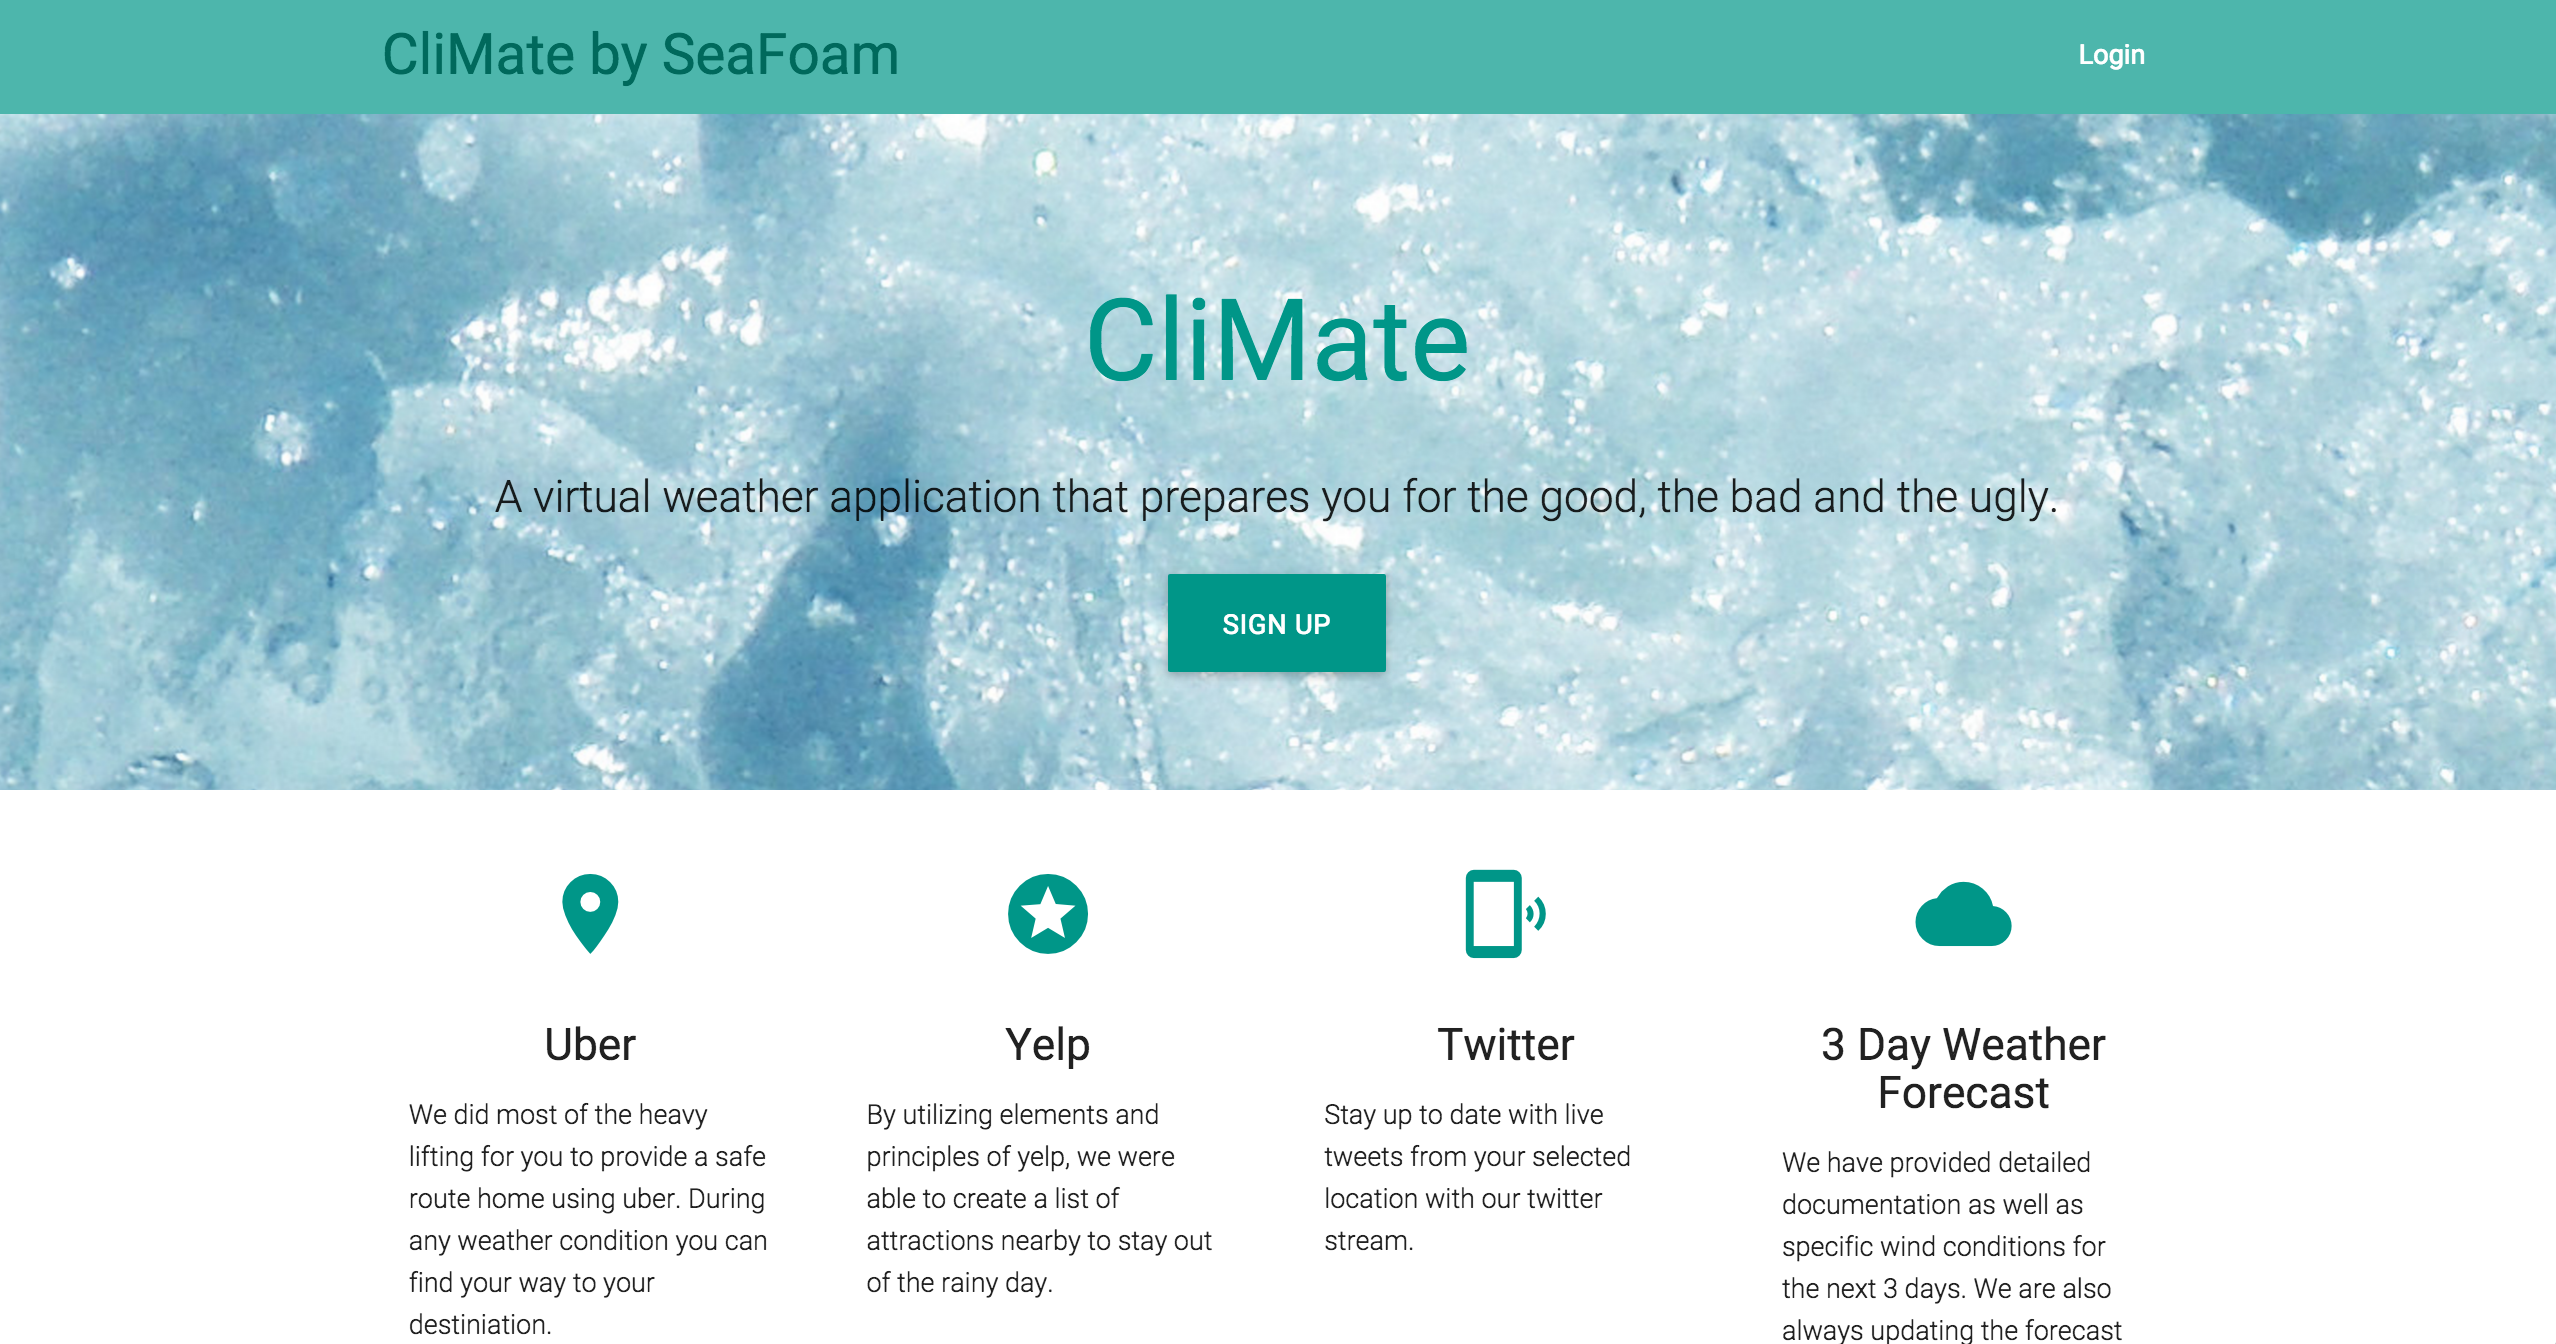 CliMate by SeaFoam
Login
CliMate
A virtual weather application that prepares you for the good, the bad and the ugly.
SIGN UP
Uber
We did most of the heavy
lifting for you to provide a safe
route home using uber. During
any weather condition you can
find your way to your
destiniation.
Yelp
By utilizing elements and
principles of yelp, we were
able to create a list of
attractions nearby to stay out
of the rainy day.
Twitter
Stay up to date with live
tweets from your selected
location with our twitter
stream.
3 Day Weather
Forecast
We have provided detailed
documentation as well as
specific wind conditions for
the next 3 days. We are also
always updating the forecast